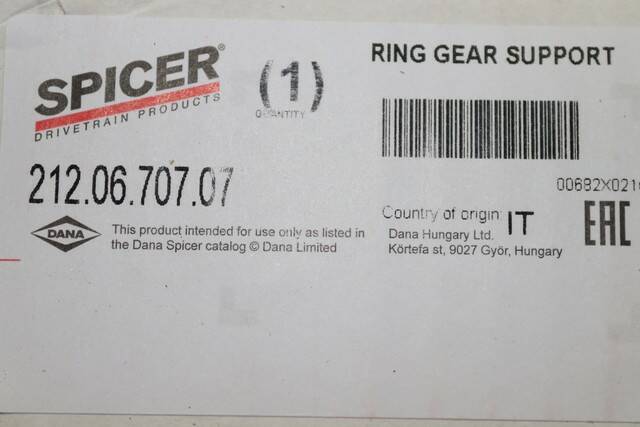 SPICER®
DRIVETRAIN PRODUCTS
(1)
QUANTITY
RING GEAR SUPPORT
212.06.707.07
00682X021
DANA
This product intended for use only as listed in
the Dana Spicer catalog © Dana Limited
Country of origin: IT
Dana Hungary Ltd.
Körtefa st, 9027 Győr, Hungary
EAC